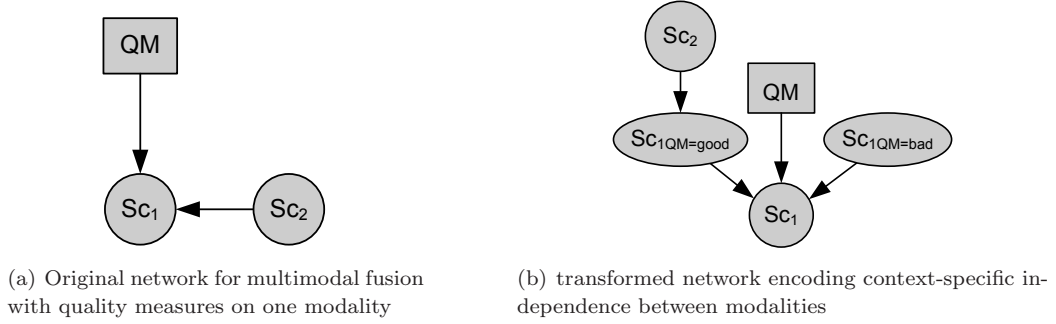 QM
Sc1
Sc2
(a) Original network for multimodal fusion
with quality measures on one modality
Sc2
QM
Sc1QM=good
Sc1QM=bad
Sc1
(b) transformed network encoding context-specific in-
dependence between modalities